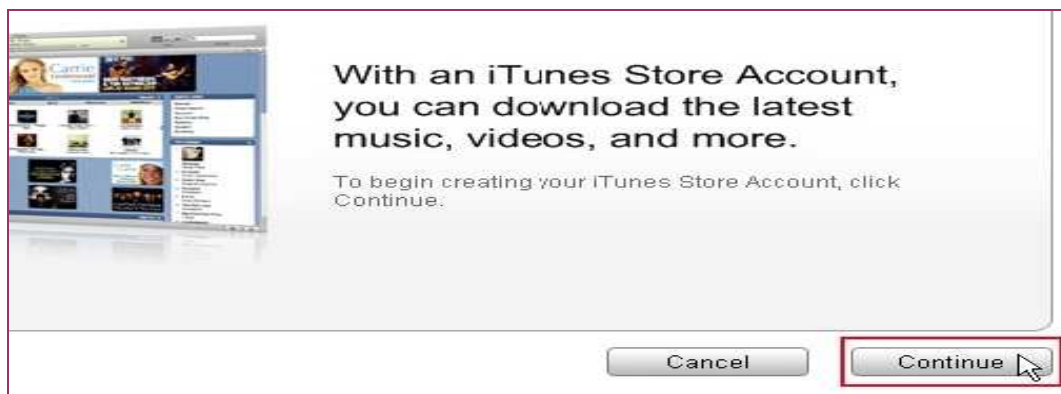 Carrie
With an iTunes Store Account,
you can download the latest
music, videos, and more.
To begin creating your iTunes Store Account, click
Continue.
Cancel
Continue